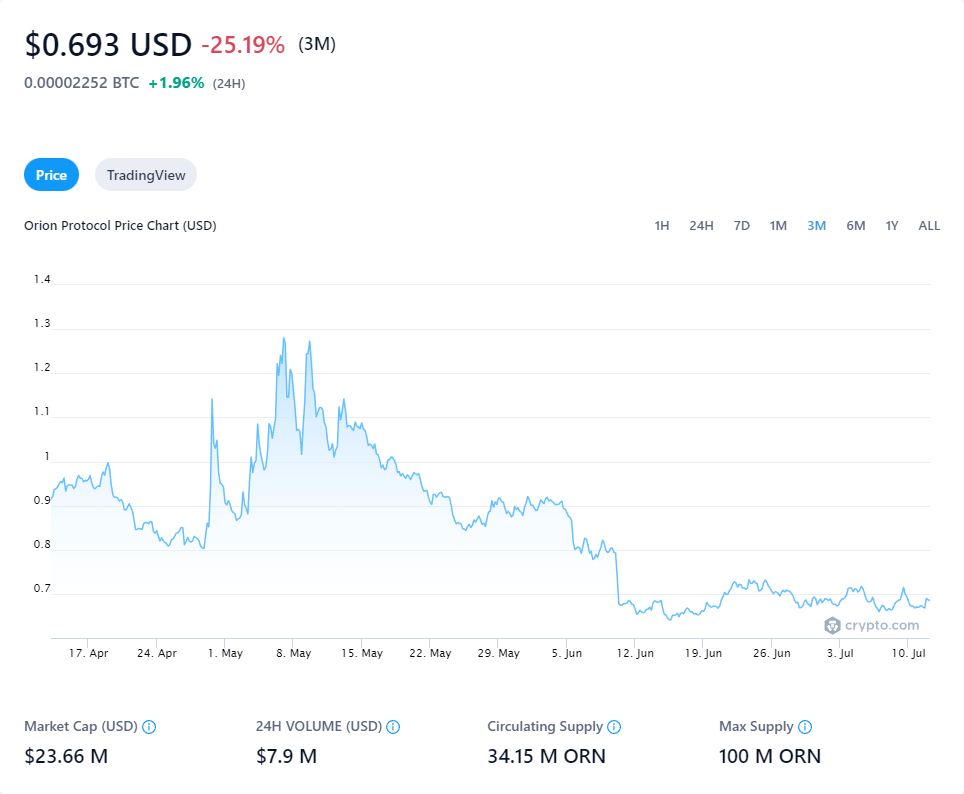 $0.693 USD -25.19% (3M)
0.00002252 BTC +1.96% (24H)
Price TradingView
Orion Protocol Price Chart (USD) 1H 24H 7D 1M 3M 6M 1Y ALL
1.4
1.3
1.2
1.1
1
0.9
0.8
0.7
crypto.com
17. Apr 24. Apr 1. May 8. May 15. May 22. May 29. May 5. Jun 12. Jun 19. Jun 26. Jun 3. Jul 10. Jul
Market Cap (USD) 24H VOLUME (USD) Circulating Supply Max Supply
$23.66 M $7.9 M 34.15 M ORN 100 M ORN